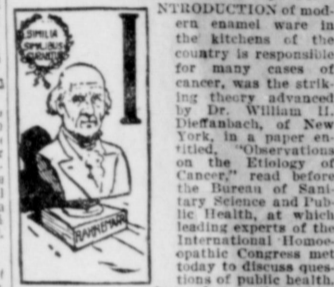 SIMILIA
SIMILIBUS
CURANTUR
HAHNEMANN
INTRODUCTION of mod-
ern enamel ware in
the kitchens of the
country is responsible
for many cases of
cancer, was the strik-
ing theory advanced
by Dr. William H.
Dieffanbach, of New
York, in a paper en-
titled, "Observations
on the Etiology of
Cancer," read before
the Bureau of Sani-
tary Science and Pub-
lic Health, at which
leading experts of the
International Homoe-
opathic Congress met
today to discuss ques-
tions of public health.